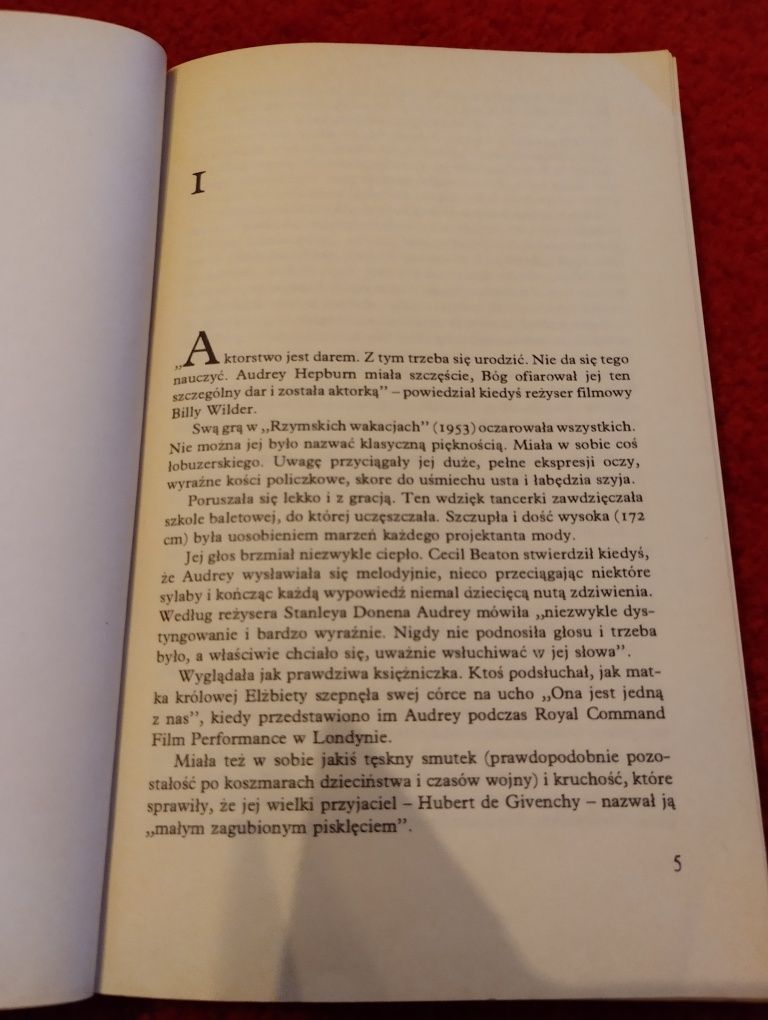 I
„Aktorstwo jest darem. Z tym trzeba się urodzić. Nie da się tego
nauczyć. Audrey Hepburn miała szczęście, Bóg ofiarował jej ten
szczególny dar i została aktorką” – powiedział kiedyś reżyser filmowy
Billy Wilder.
Swą grą w „Rzymskich wakacjach” (1953) oczarowała wszystkich.
Nie można jej było nazwać klasyczną pięknością. Miała w sobie coś
łobuzerskiego. Uwagę przyciągały jej duże, pełne ekspresji oczy,
wyraźne kości policzkowe, skore do uśmiechu usta i łabędzia szyja.
Poruszała się lekko i z gracją. Ten wdzięk tancerki zawdzięczała
szkole baletowej, do której uczęszczała. Szczupła i dość wysoka (172
cm) była uosobieniem marzeń każdego projektanta mody.
Jej głos brzmiał niezwykle ciepło. Cecil Beaton stwierdził kiedyś,
że Audrey wysławiała się melodyjnie, nieco przeciągając niektóre
sylaby i kończąc każdą wypowiedź niemal dziecięcą nutą zdziwienia.
Według reżysera Stanleya Donena Audrey mówiła „niezwykle dys-
tyngowanie i bardzo wyraźnie. Nigdy nie podnosiła głosu i trzeba
było, a właściwie chciało się, uważnie wsłuchiwać w jej słowa”.
Wyglądała jak prawdziwa księżniczka. Ktoś podsłuchał, jak mat-
ka królowej Elżbiety szepnęła swej córce na ucho „Ona jest jedną
z nas”, kiedy przedstawiono im Audrey podczas Royal Command
Film Performance w Londynie.
Miała też w sobie jakiś tęskny smutek (prawdopodobnie pozo-
stałość po koszmarach dzieciństwa i czasów wojny) i kruchość, które
sprawiły, że jej wielki przyjaciel – Hubert de Givenchy – nazwał ją
„małym zagubionym pisklęciem”.
5